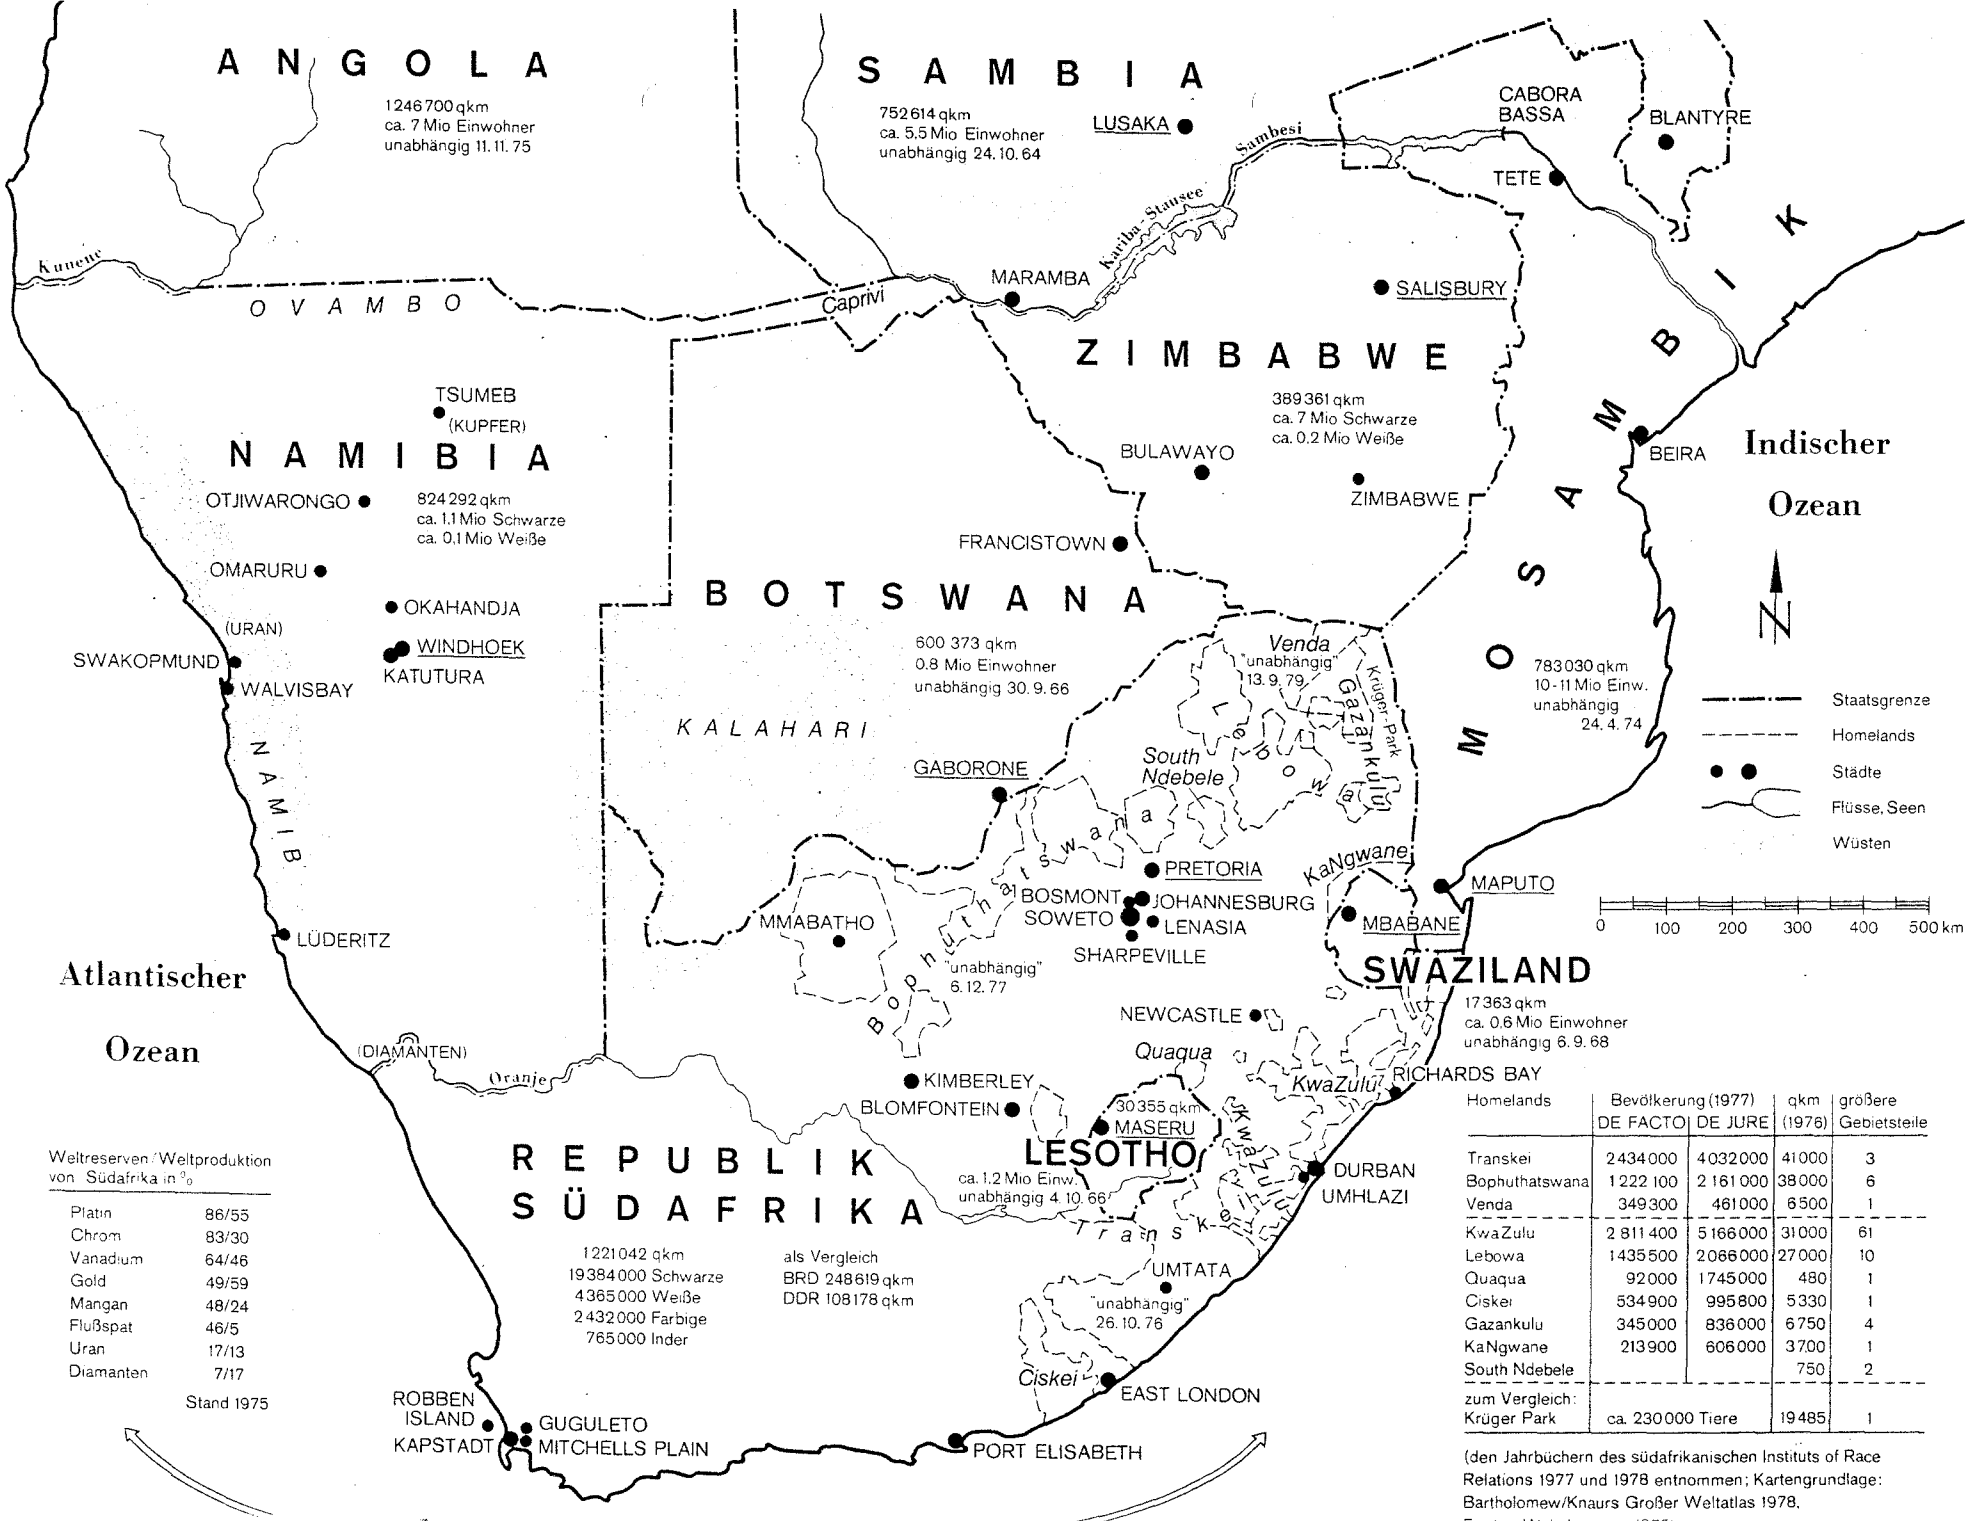 ANGOLA
1246700 qkm
ca. 7 Mio Einwohner
unabhängig 11.11.75
SAMBIA
752614 qkm
ca. 5,5 Mio Einwohner
unabhängig 24.10.64
LUSAKA
Sambesi
CABORA
BASSA
BLANTYRE
TETE
Kariba-Stausee
Kunene
OVAMBO
Caprivi
MARAMBA
SALISBURY
ZIMBABWE
389361 qkm
ca. 7 Mio Schwarze
ca. 0,2 Mio Weiße
BULAWAYO
ZIMBABWE
MOSAMBIK
783030 qkm
10-11 Mio Einw.
unabhängig
24.4.74
BEIRA
Indischer
Ozean
N
TSUMEB
(KUPFER)
NAMIBIA
824292 qkm
ca. 1,1 Mio Schwarze
ca. 0,1 Mio Weiße
OTJIWARONGO
OMARURU
OKAHANDJA
(URAN)
WINDHOEK
KATUTURA
SWAKOPMUND
WALVISBAY
NAMIB
LÜDERITZ
Atlantischer
Ozean
(DIAMANTEN)
Oranje
FRANCISTOWN
BOTSWANA
600 373 qkm
0.8 Mio Einwohner
unabhängig 30.9.66
KALAHARI
GABORONE
Venda
"unabhängig"
13.9.79
Krüger-Park
Gazankulu
Lebowa
South
Ndebele
Bophuthatswana
"unabhängig"
6.12.77
MMABATHO
PRETORIA
BOSMONT
JOHANNESBURG
SOWETO
LENASIA
SHARPEVILLE
KaNgwane
MAPUTO
MBABANE
SWAZILAND
17363 qkm
ca. 0,6 Mio Einwohner
unabhängig 6.9.68
NEWCASTLE
Quaqua
KwaZulu
RICHARDS BAY
KIMBERLEY
BLOMFONTEIN
30355 qkm
MASERU
LESOTHO
ca. 1.2 Mio Einw.
unabhängig 4.10.66
KwaZulu
DURBAN
UMHLAZI
Transkei
UMTATA
"unabhängig"
26.10.76
Ciskei
EAST LONDON
PORT ELISABETH
REPUBLIK
SÜDAFRIKA
1221042 qkm
19384000 Schwarze
4365000 Weiße
2432000 Farbige
765000 Inder
als Vergleich
BRD 248619 qkm
DDR 108178 qkm
ROBBEN
ISLAND
KAPSTADT
GUGULETO
MITCHELLS PLAIN
Weltreserven/Weltproduktion
von Südafrika in %
Platin 86/55
Chrom 83/30
Vanadium 64/46
Gold 49/59
Mangan 48/24
Flußspat 46/5
Uran 17/13
Diamanten 7/17
Stand 1975
Staatsgrenze
Homelands
Städte
Flüsse, Seen
Wüsten
0 100 200 300 400 500 km
Homelands Bevölkerung (1977) qkm größere
DE FACTO DE JURE (1976) Gebietsteile
Transkei 2434000 4032000 41000 3
Bophuthatswana 1222 100 2 161000 38000 6
Venda 349300 461000 6500 1
KwaZulu 2 811 400 5166000 31000 61
Lebowa 1435500 2066000 27000 10
Quaqua 92000 1745000 480 1
Ciskei 534900 995800 5330 1
Gazankulu 345000 836000 6750 4
KaNgwane 213900 606000 3700 1
South Ndebele 750 2
zum Vergleich:
Krüger Park ca. 230000 Tiere 19485 1
(den Jahrbüchern des südafrikanischen Instituts of Race
Relations 1977 und 1978 entnommen; Kartengrundlage:
Bartholomew/Knaurs Großer Weltatlas 1978,